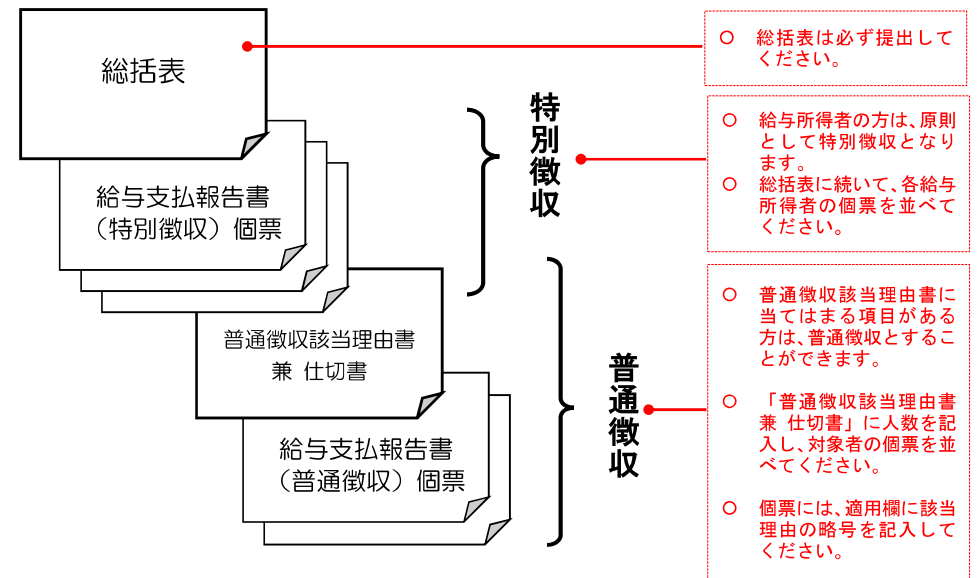 総括表
給与支払報告書
（特別徴収）個票
普通徴収該当理由書
兼 仕切書
給与支払報告書
（普通徴収）個票
特別徴収
普通徴収
○ 総括表は必ず提出して
ください。
○ 給与所得者の方は、原則
として特別徴収となり
ます。
○ 総括表に続いて、各給与
所得者の個票を並べて
ください。
○ 普通徴収該当理由書に
当てはまる項目がある
方は、普通徴収とするこ
とができます。
○ 「普通徴収該当理由書
兼 仕切書」に人数を記
入し、対象者の個票を並
べてください。
○ 個票には、適用欄に該当
理由の略号を記入して
ください。